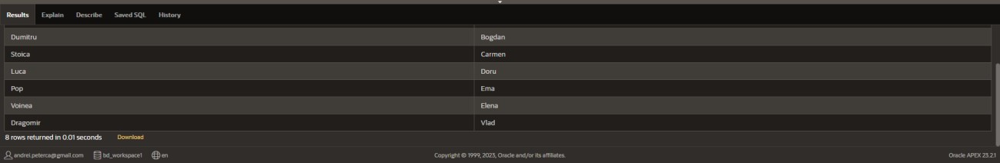 Results Explain Describe Saved SQL History
Dumitru Bogdan
Stoica Carmen
Luca Doru
Pop Ema
Voinea Elena
Dragomir Vlad
8 rows returned in 0.01 seconds Download
andrei.peterca@gmail.com bd_workspace1 en Copyright © 1999, 2023, Oracle and/or its affiliates. Oracle APEX 23.2.1